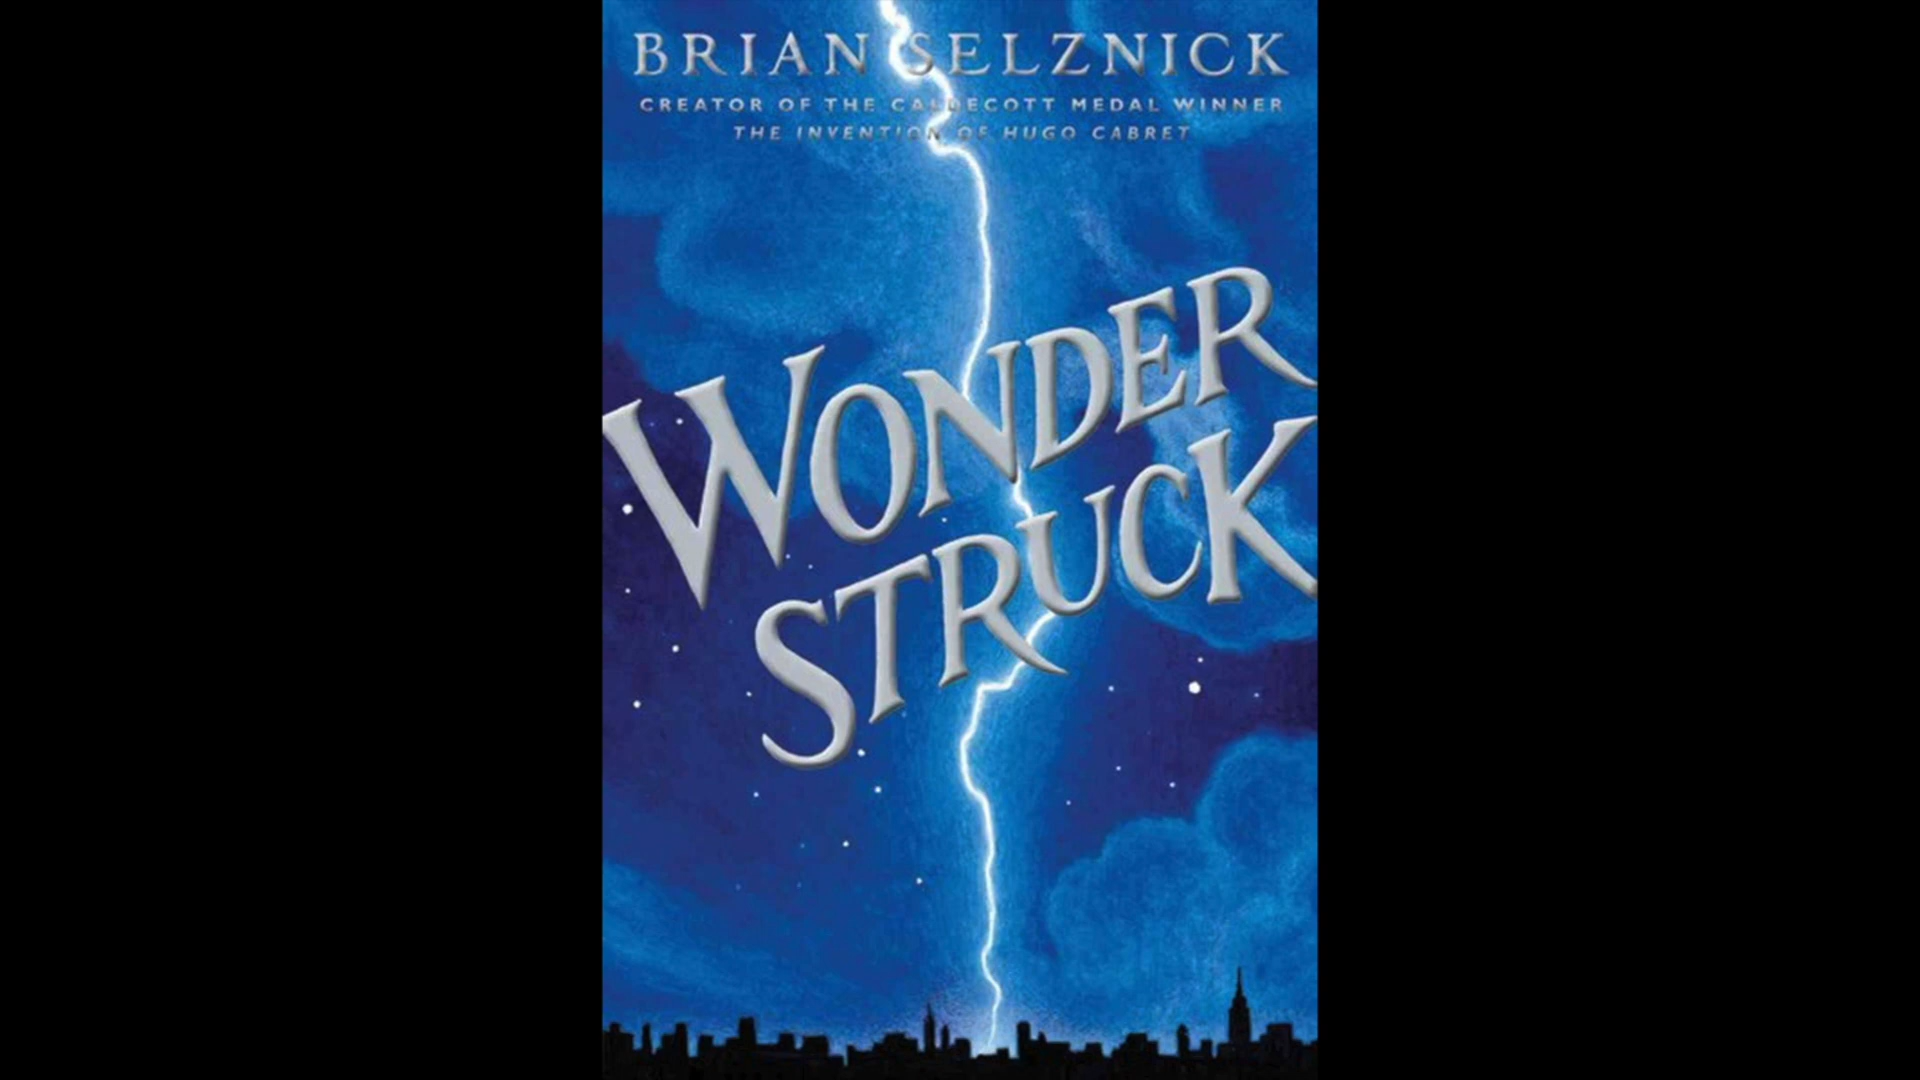 BRIAN SELZNICK
CREATOR OF THE CALDECOTT MEDAL WINNER
THE INVENTION OF HUGO CABRET
WONDER
STRUCK